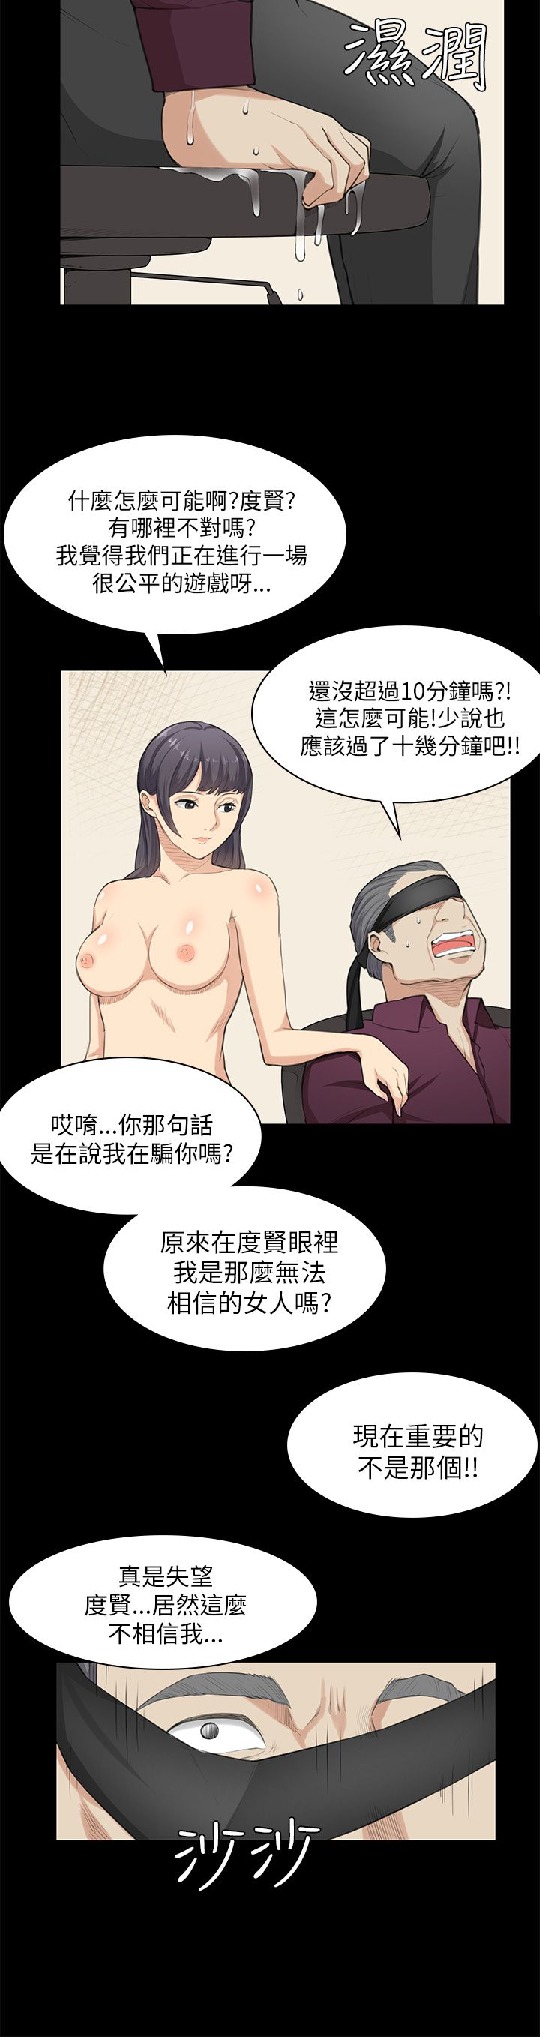 濕潤
什麼怎麼可能啊?度賢?
有哪裡不對嗎?
我覺得我們正在進行一場
很公平的遊戲呀...
還沒超過10分鐘嗎?!
這怎麼可能!少說也
應該過了十幾分鐘吧!!
哎唷...你那句話
是在說我在騙你嗎?
原來在度賢眼裡
我是那麼無法
相信的女人嗎?
現在重要的
不是那個!!
真是失望
度賢...居然這麼
不相信我...
沙沙